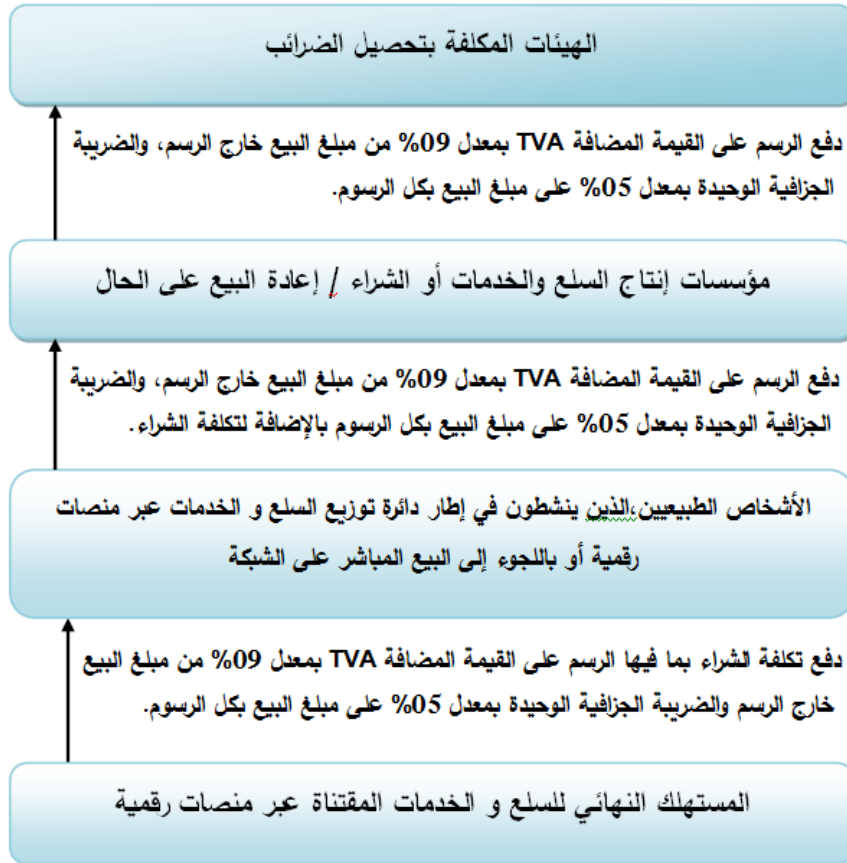 الهيئات المكلفة بتحصيل الضرائب
دفع الرسم على القيمة المضافة TVA بمعدل 09% من مبلغ البيع خارج الرسم، والضريبة
الجزافية الوحيدة بمعدل 05% على مبلغ البيع بكل الرسوم.
مؤسسات إنتاج السلع والخدمات أو الشراء / إعادة البيع على الحال
دفع الرسم على القيمة المضافة TVA بمعدل 09% من مبلغ البيع خارج الرسم، والضريبة
الجزافية الوحيدة بمعدل 05% على مبلغ البيع بكل الرسوم بالإضافة لتكلفة الشراء.
الأشخاص الطبيعيين،الذين ينشطون في إطار دائرة توزيع السلع و الخدمات عبر منصات
رقمية أو باللجوء إلى البيع المباشر على الشبكة
دفع تكلفة الشراء بما فيها الرسم على القيمة المضافة TVA بمعدل 09% من مبلغ البيع
خارج الرسم والضريبة الجزافية الوحيدة بمعدل 05% على مبلغ البيع بكل الرسوم.
المستهلك النهائي للسلع و الخدمات المقتناة عبر منصات رقمية